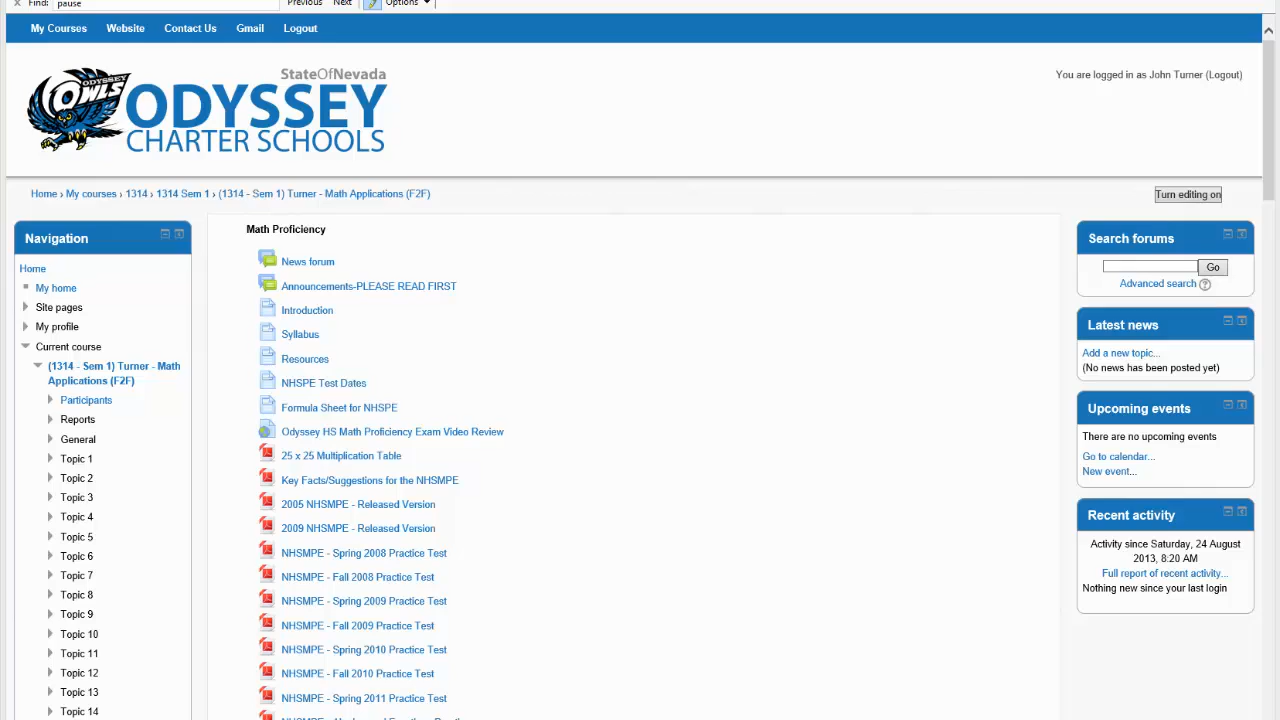 Find: pause Previous Next Options
My Courses Website Contact Us Gmail Logout
ODYSSEY
OWLS
StateOfNevada
ODYSSEY
CHARTER SCHOOLS
You are logged in as John Turner (Logout)
Home › My courses › 1314 › 1314 Sem 1 › (1314 - Sem 1) Turner - Math Applications (F2F)
Turn editing on
Navigation
Home
My home
Site pages
My profile
Current course
(1314 - Sem 1) Turner - Math
Applications (F2F)
Participants
Reports
General
Topic 1
Topic 2
Topic 3
Topic 4
Topic 5
Topic 6
Topic 7
Topic 8
Topic 9
Topic 10
Topic 11
Topic 12
Topic 13
Topic 14
Math Proficiency
News forum
Announcements-PLEASE READ FIRST
Introduction
Syllabus
Resources
NHSPE Test Dates
Formula Sheet for NHSPE
Odyssey HS Math Proficiency Exam Video Review
25 x 25 Multiplication Table
Key Facts/Suggestions for the NHSMPE
2005 NHSMPE - Released Version
2009 NHSMPE - Released Version
NHSMPE - Spring 2008 Practice Test
NHSMPE - Fall 2008 Practice Test
NHSMPE - Spring 2009 Practice Test
NHSMPE - Fall 2009 Practice Test
NHSMPE - Spring 2010 Practice Test
NHSMPE - Fall 2010 Practice Test
NHSMPE - Spring 2011 Practice Test
Search forums
Go
Advanced search
Latest news
Add a new topic...
(No news has been posted yet)
Upcoming events
There are no upcoming events
Go to calendar...
New event...
Recent activity
Activity since Saturday, 24 August
2013, 8:20 AM
Full report of recent activity...
Nothing new since your last login